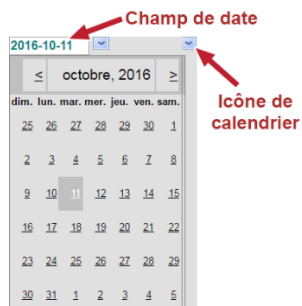 Champ de date
2016-10-11
Icône de
calendrier
< octobre, 2016 >
dim. lun. mar. mer. jeu. ven. sam.
25 26 27 28 29 30 1
2 3 4 5 6 7 8
9 10 11 12 13 14 15
16 17 18 19 20 21 22
23 24 25 26 27 28 29
30 31 1 2 3 4 5